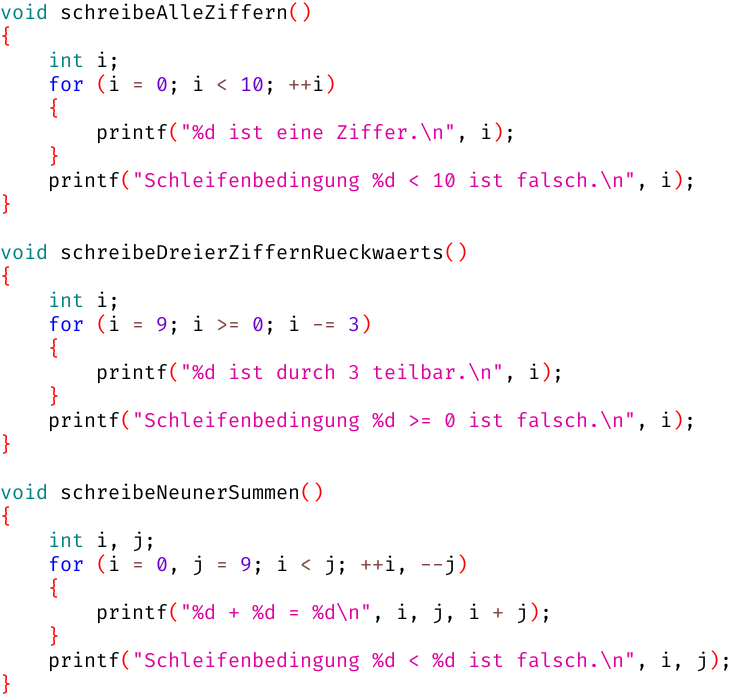 void schreibeAlleZiffern()
{
    int i;
    for (i = 0; i < 10; ++i)
    {
        printf("%d ist eine Ziffer.\n", i);
    }
    printf("Schleifenbedingung %d < 10 ist falsch.\n", i);
}

void schreibeDreierZiffernRueckwaerts()
{
    int i;
    for (i = 9; i >= 0; i -= 3)
    {
        printf("%d ist durch 3 teilbar.\n", i);
    }
    printf("Schleifenbedingung %d >= 0 ist falsch.\n", i);
}

void schreibeNeunerSummen()
{
    int i, j;
    for (i = 0, j = 9; i < j; ++i, --j)
    {
        printf("%d + %d = %d\n", i, j, i + j);
    }
    printf("Schleifenbedingung %d < %d ist falsch.\n", i, j);
}